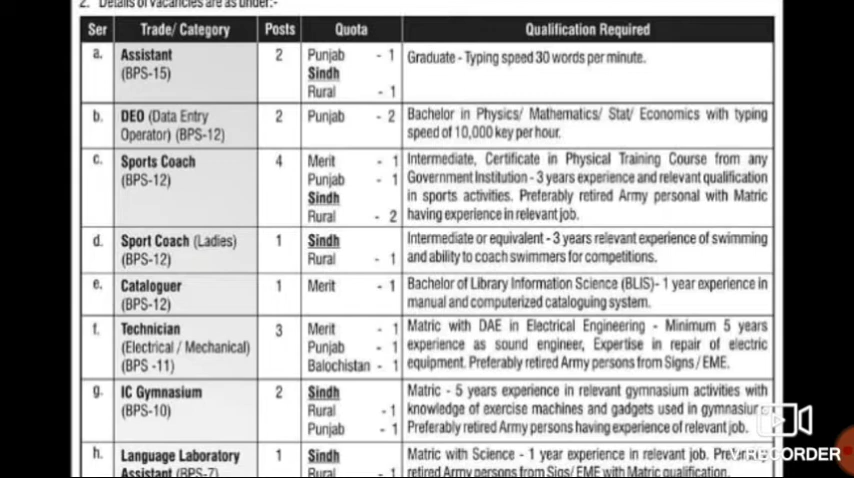 2. Details of vacancies are as under:-
Ser Trade/ Category Posts Quota Qualification Required
a. Assistant (BPS-15) 2 Punjab - 1 Sindh Rural - 1 Graduate - Typing speed 30 words per minute.
b. DEO (Data Entry Operator) (BPS-12) 2 Punjab - 2 Bachelor in Physics/ Mathematics/ Stat/ Economics with typing speed of 10,000 key per hour.
c. Sports Coach (BPS-12) 4 Merit - 1 Punjab - 1 Sindh Rural - 2 Intermediate, Certificate in Physical Training Course from any Government Institution - 3 years experience and relevant qualification in sports activities. Preferably retired Army personal with Matric having experience in relevant job.
d. Sport Coach (Ladies) (BPS-12) 1 Sindh Rural - 1 Intermediate or equivalent - 3 years relevant experience of swimming and ability to coach swimmers for competitions.
e. Cataloguer (BPS-12) 1 Merit - 1 Bachelor of Library Information Science (BLIS)- 1 year experience in manual and computerized cataloguing system.
f. Technician (Electrical / Mechanical) (BPS -11) 3 Merit - 1 Punjab - 1 Balochistan - 1 Matric with DAE in Electrical Engineering - Minimum 5 years experience as sound engineer, Expertise in repair of electric equipment. Preferably retired Army persons from Signs/ EME.
g. IC Gymnasium (BPS-10) 2 Sindh Rural - 1 Punjab - 1 Matric - 5 years experience in relevant gymnasium activities with knowledge of exercise machines and gadgets used in gymnasium Preferably retired Army persons having experience of relevant job.
h. Language Laboratory Assistant (BPS-7) 1 Sindh Rural - 1 Matric with Science - 1 year experience in relevant job. retired Army persons from Sigs/ EME with Matric qualification.
RECORDER